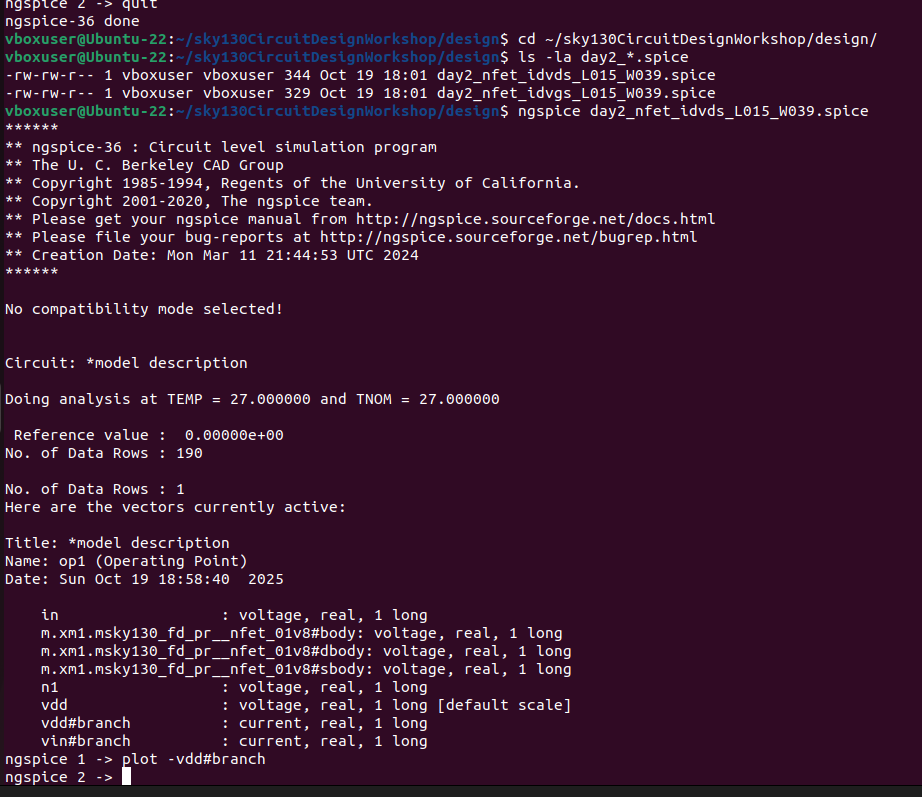 ngspice 2 -> quit
ngspice-36 done
vboxuser@Ubuntu-22:~/sky130CircuitDesignWorkshop/design$ cd ~/sky130CircuitDesignWorkshop/design/
vboxuser@Ubuntu-22:~/sky130CircuitDesignWorkshop/design$ ls -la day2_*.spice
-rw-rw-r-- 1 vboxuser vboxuser 344 Oct 19 18:01 day2_nfet_idvds_L015_W039.spice
-rw-rw-r-- 1 vboxuser vboxuser 329 Oct 19 18:01 day2_nfet_idvgs_L015_W039.spice
vboxuser@Ubuntu-22:~/sky130CircuitDesignWorkshop/design$ ngspice day2_nfet_idvds_L015_W039.spice
******
** ngspice-36 : Circuit level simulation program
** The U. C. Berkeley CAD Group
** Copyright 1985-1994, Regents of the University of California.
** Copyright 2001-2020, The ngspice team.
** Please get your ngspice manual from http://ngspice.sourceforge.net/docs.html
** Please file your bug-reports at http://ngspice.sourceforge.net/bugrep.html
** Creation Date: Mon Mar 11 21:44:53 UTC 2024
******
No compatibility mode selected!
Circuit: *model description
Doing analysis at TEMP = 27.000000 and TNOM = 27.000000
Reference value :  0.00000e+00
No. of Data Rows : 190
No. of Data Rows : 1
Here are the vectors currently active:
Title: *model description
Name: op1 (Operating Point)
Date: Sun Oct 19 18:58:40  2025
in                  : voltage, real, 1 long
m.xm1.msky130_fd_pr__nfet_01v8#body: voltage, real, 1 long
m.xm1.msky130_fd_pr__nfet_01v8#dbody: voltage, real, 1 long
m.xm1.msky130_fd_pr__nfet_01v8#sbody: voltage, real, 1 long
n1                  : voltage, real, 1 long
vdd                 : voltage, real, 1 long [default scale]
vdd#branch          : current, real, 1 long
vin#branch          : current, real, 1 long
ngspice 1 -> plot -vdd#branch
ngspice 2 ->